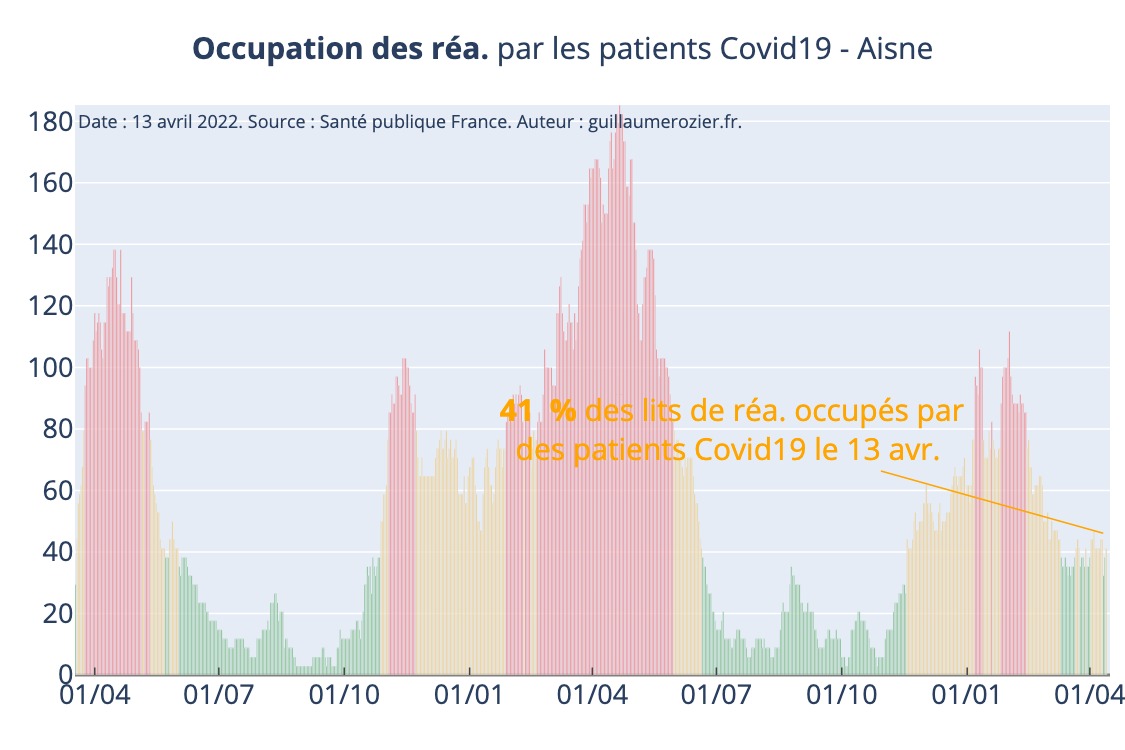 Occupation des réa. par les patients Covid19 - Aisne
180
Date : 13 avril 2022. Source : Santé publique France. Auteur : guillaumerozier.fr.
160
140
120
100
80
60
40
20
0
41 % des lits de réa. occupés par
des patients Covid19 le 13 avr.
01/04 01/07 01/10 01/01 01/04 01/07 01/10 01/01 01/04